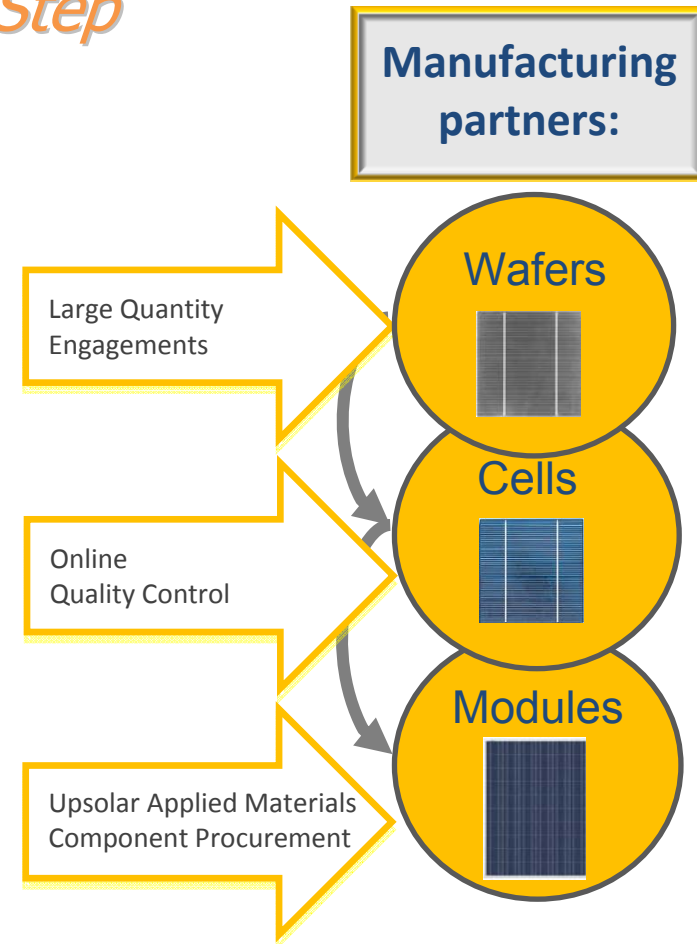 Step
Manufacturing
partners:
Large Quantity
Engagements
Wafers
Online
Quality Control
Cells
Upsolar Applied Materials
Component Procurement
Modules